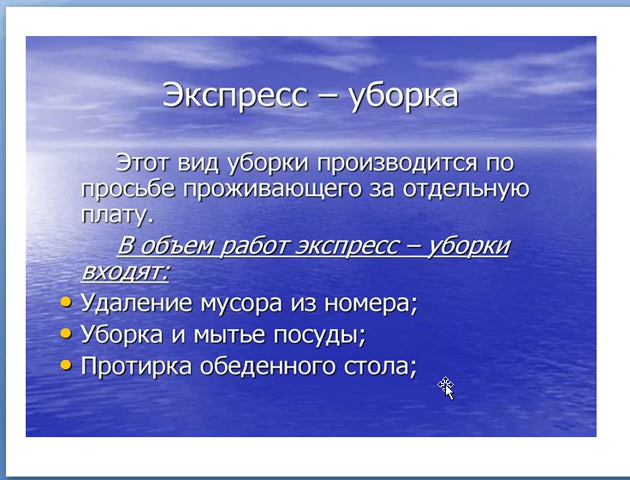 Экспресс – уборка
Этот вид уборки производится по
просьбе проживающего за отдельную
плату.
В объем работ экспресс – уборки
входят:
Удаление мусора из номера;
Уборка и мытье посуды;
Протирка обеденного стола;